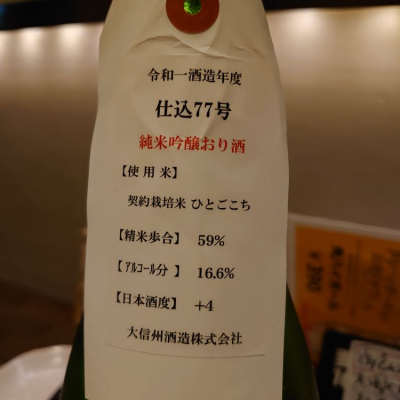 令和一酒造年度
仕込77号
純米吟醸おり酒
【使用米】
契約栽培米 ひとごこち
【精米歩合】 59%
【アルコール分】 16.6%
【日本酒度】 +4
大信州酒造株式会社